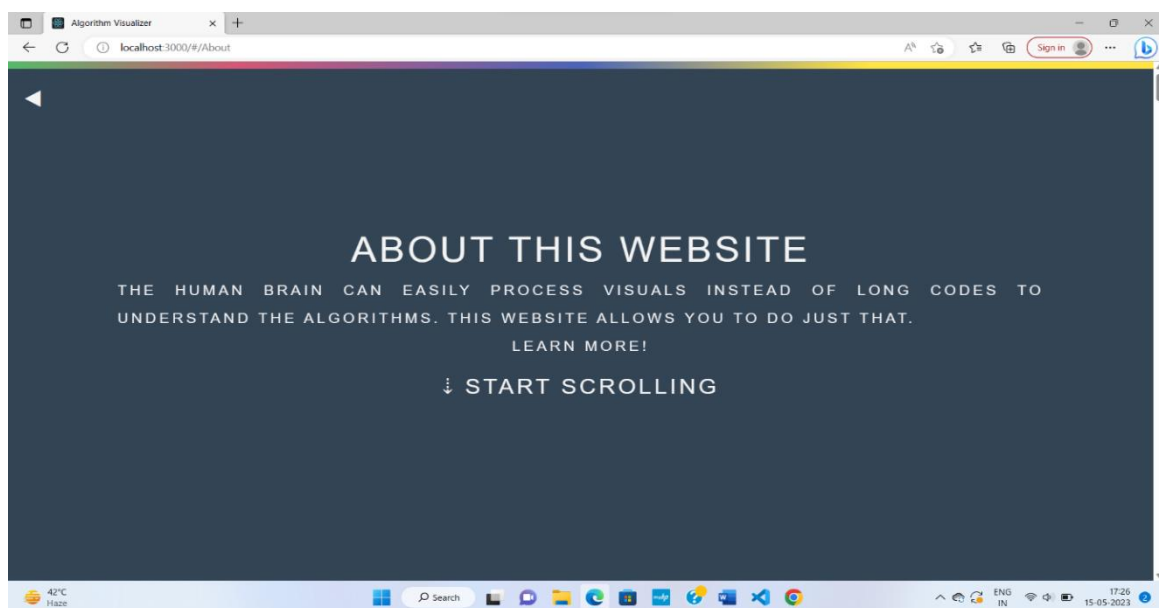 Algorithm Visualizer
localhost:3000/#/About
Sign in
ABOUT THIS WEBSITE
THE HUMAN BRAIN CAN EASILY PROCESS VISUALS INSTEAD OF LONG CODES TO
UNDERSTAND THE ALGORITHMS. THIS WEBSITE ALLOWS YOU TO DO JUST THAT.
LEARN MORE!
⇣ START SCROLLING
42°C
Haze
Search
ENG
IN
17:26
15-05-2023
2